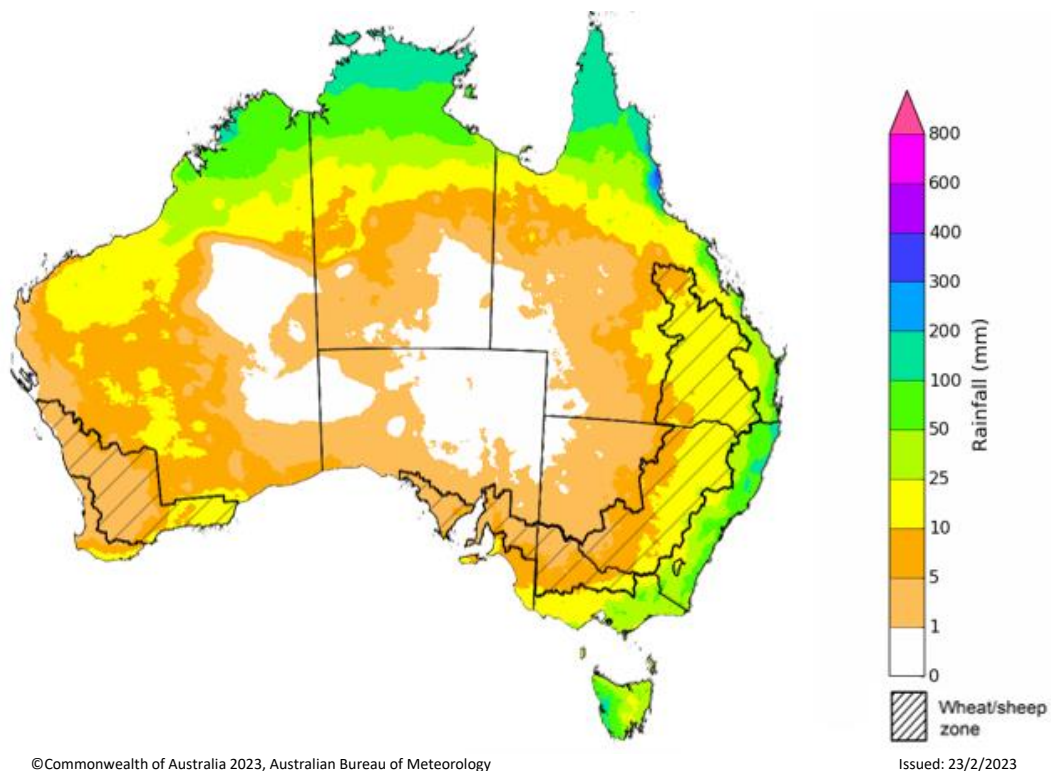 800
600
400
300
200
100
50
25
10
5
1
0
Rainfall (mm)
Wheat/sheep
zone
©Commonwealth of Australia 2023, Australian Bureau of Meteorology
Issued: 23/2/2023